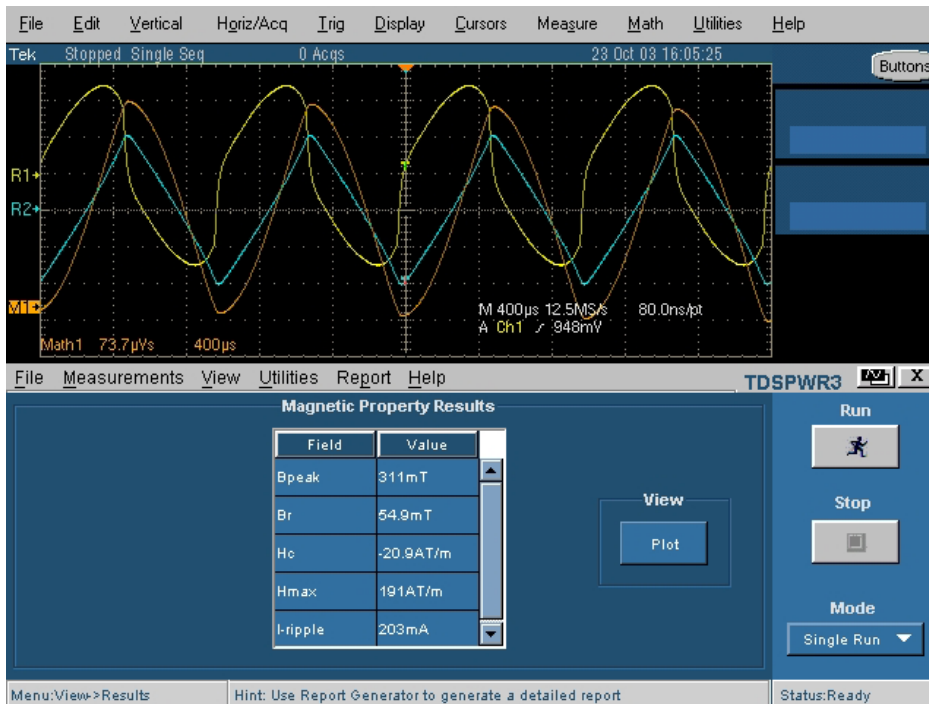 File Edit Vertical Horiz/Acq Trig Display Cursors Measure Math Utilities Help
Tek Stopped Single Seq 0 Acqs 23 Oct 03 16:05:25
Buttons
R1
R2
M1
M 400µs 12.5MS/s 80.0ns/pt
A Ch1 948mV
Math1 73.7µVs 400µs
File Measurements View Utilities Report Help
TDSPWR3
X
Magnetic Property Results
Field Value
Bpeak 311mT
Br 54.9mT
Hc -20.9AT/m
Hmax 191AT/m
I-ripple 203mA
View
Plot
Run
Stop
Mode
Single Run
Menu:View->Results
Hint: Use Report Generator to generate a detailed report
Status:Ready